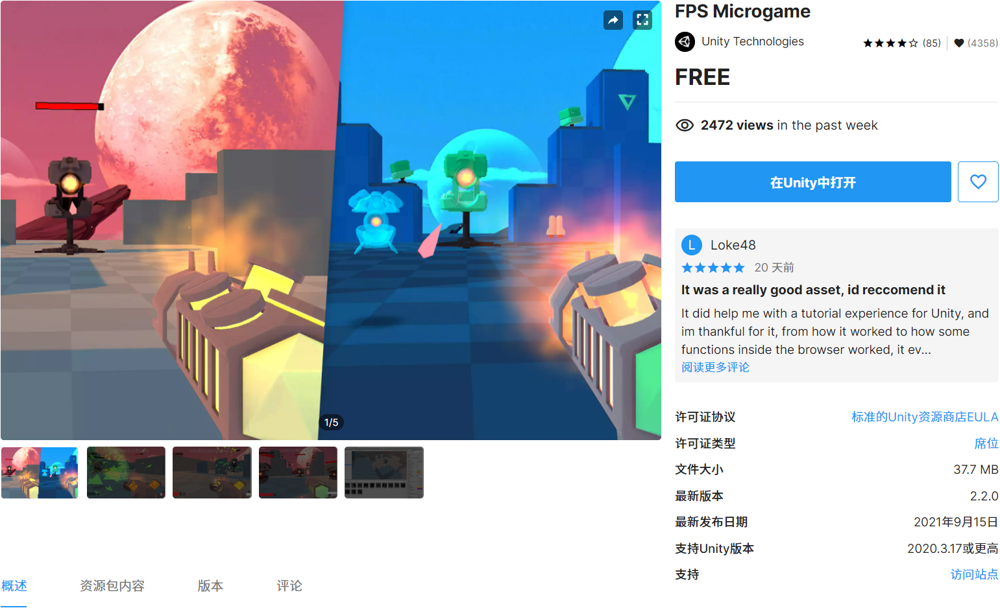 FPS Microgame
Unity Technologies
(85)
(4358)
FREE
2472 views in the past week
在Unity中打开
L
Loke48
20 天前
It was a really good asset, id reccomend it
It did help me with a tutorial experience for Unity, and
im thankful for it, from how it worked to how some
functions inside the browser worked, it ev...
阅读更多评论
许可证协议
标准的Unity资源商店EULA
许可证类型
席位
文件大小
37.7 MB
最新版本
2.2.0
最新发布日期
2021年9月15日
支持Unity版本
2020.3.17或更高
支持
访问站点
1/5
概述
资源包内容
版本
评论